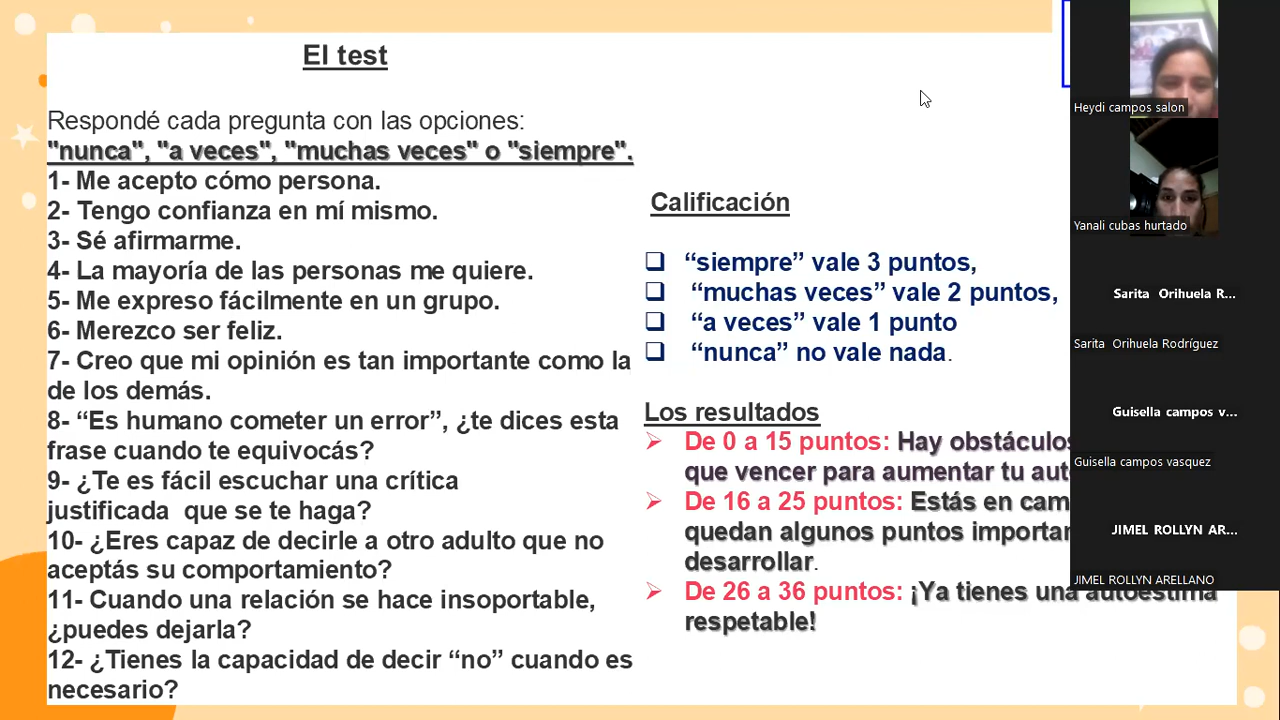 El test
Respondé cada pregunta con las opciones:
"nunca", "a veces", "muchas veces" o "siempre".
1- Me acepto cómo persona.
2- Tengo confianza en mí mismo.
3- Sé afirmarme.
4- La mayoría de las personas me quiere.
5- Me expreso fácilmente en un grupo.
6- Merezco ser feliz.
7- Creo que mi opinión es tan importante como la
de los demás.
8- “Es humano cometer un error”, ¿te dices esta
frase cuando te equivocás?
9- ¿Te es fácil escuchar una crítica
justificada que se te haga?
10- ¿Eres capaz de decirle a otro adulto que no
aceptás su comportamiento?
11- Cuando una relación se hace insoportable,
¿puedes dejarla?
12- ¿Tienes la capacidad de decir “no” cuando es
necesario?
Calificación
“siempre” vale 3 puntos,
“muchas veces” vale 2 puntos,
“a veces” vale 1 punto
“nunca” no vale nada.
Los resultados
De 0 a 15 puntos: Hay obstáculos
que vencer para aumentar tu
De 16 a 25 puntos: Estás en
quedan algunos puntos
desarrollar.
De 26 a 36 puntos: ¡Ya tienes una autoestima
respetable!
Heydi campos salon
Yanali cubas hurtado
Sarita Orihuela R...
Sarita Orihuela Rodríguez
Guisella campos v...
Guisella campos vasquez
JIMEL ROLLYN AR...
JIMEL ROLLYN ARELLANO